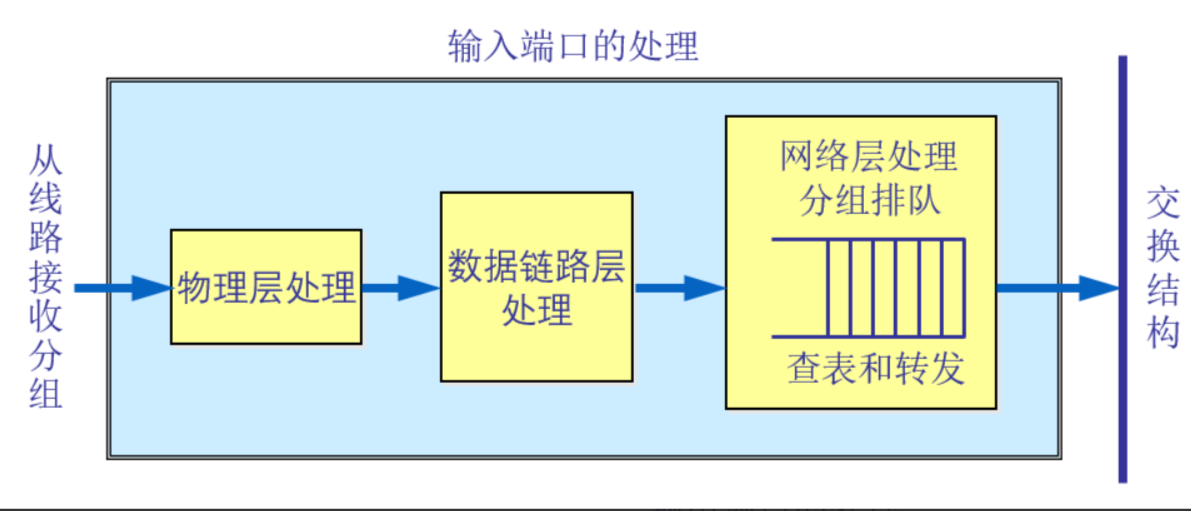 输入端口的处理
从线路接收分组
物理层处理
数据链路层
处理
网络层处理
分组排队
查表和转发
交换结构